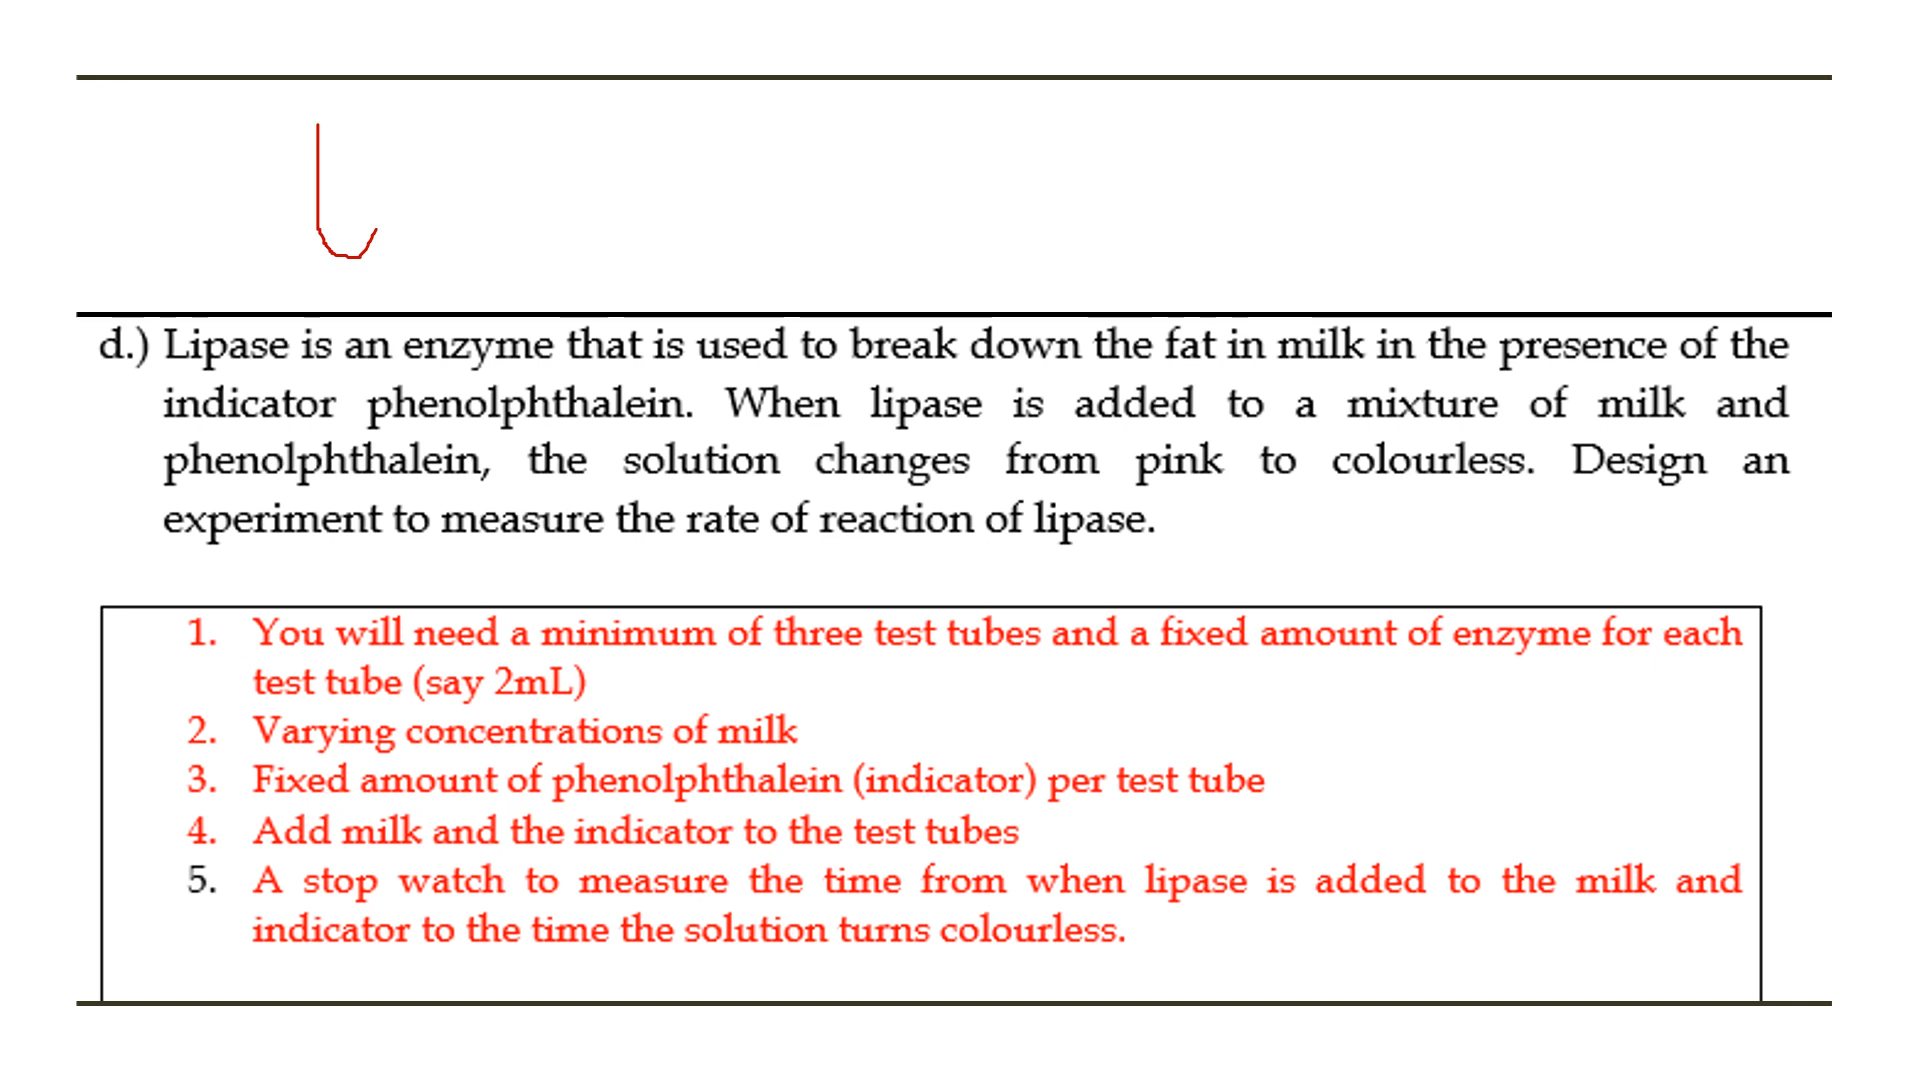 d.) Lipase is an enzyme that is used to break down the fat in milk in the presence of the
indicator phenolphthalein. When lipase is added to a mixture of milk and
phenolphthalein, the solution changes from pink to colourless. Design an
experiment to measure the rate of reaction of lipase.
1. You will need a minimum of three test tubes and a fixed amount of enzyme for each
test tube (say 2mL)
2. Varying concentrations of milk
3. Fixed amount of phenolphthalein (indicator) per test tube
4. Add milk and the indicator to the test tubes
5. A stop watch to measure the time from when lipase is added to the milk and
indicator to the time the solution turns colourless.